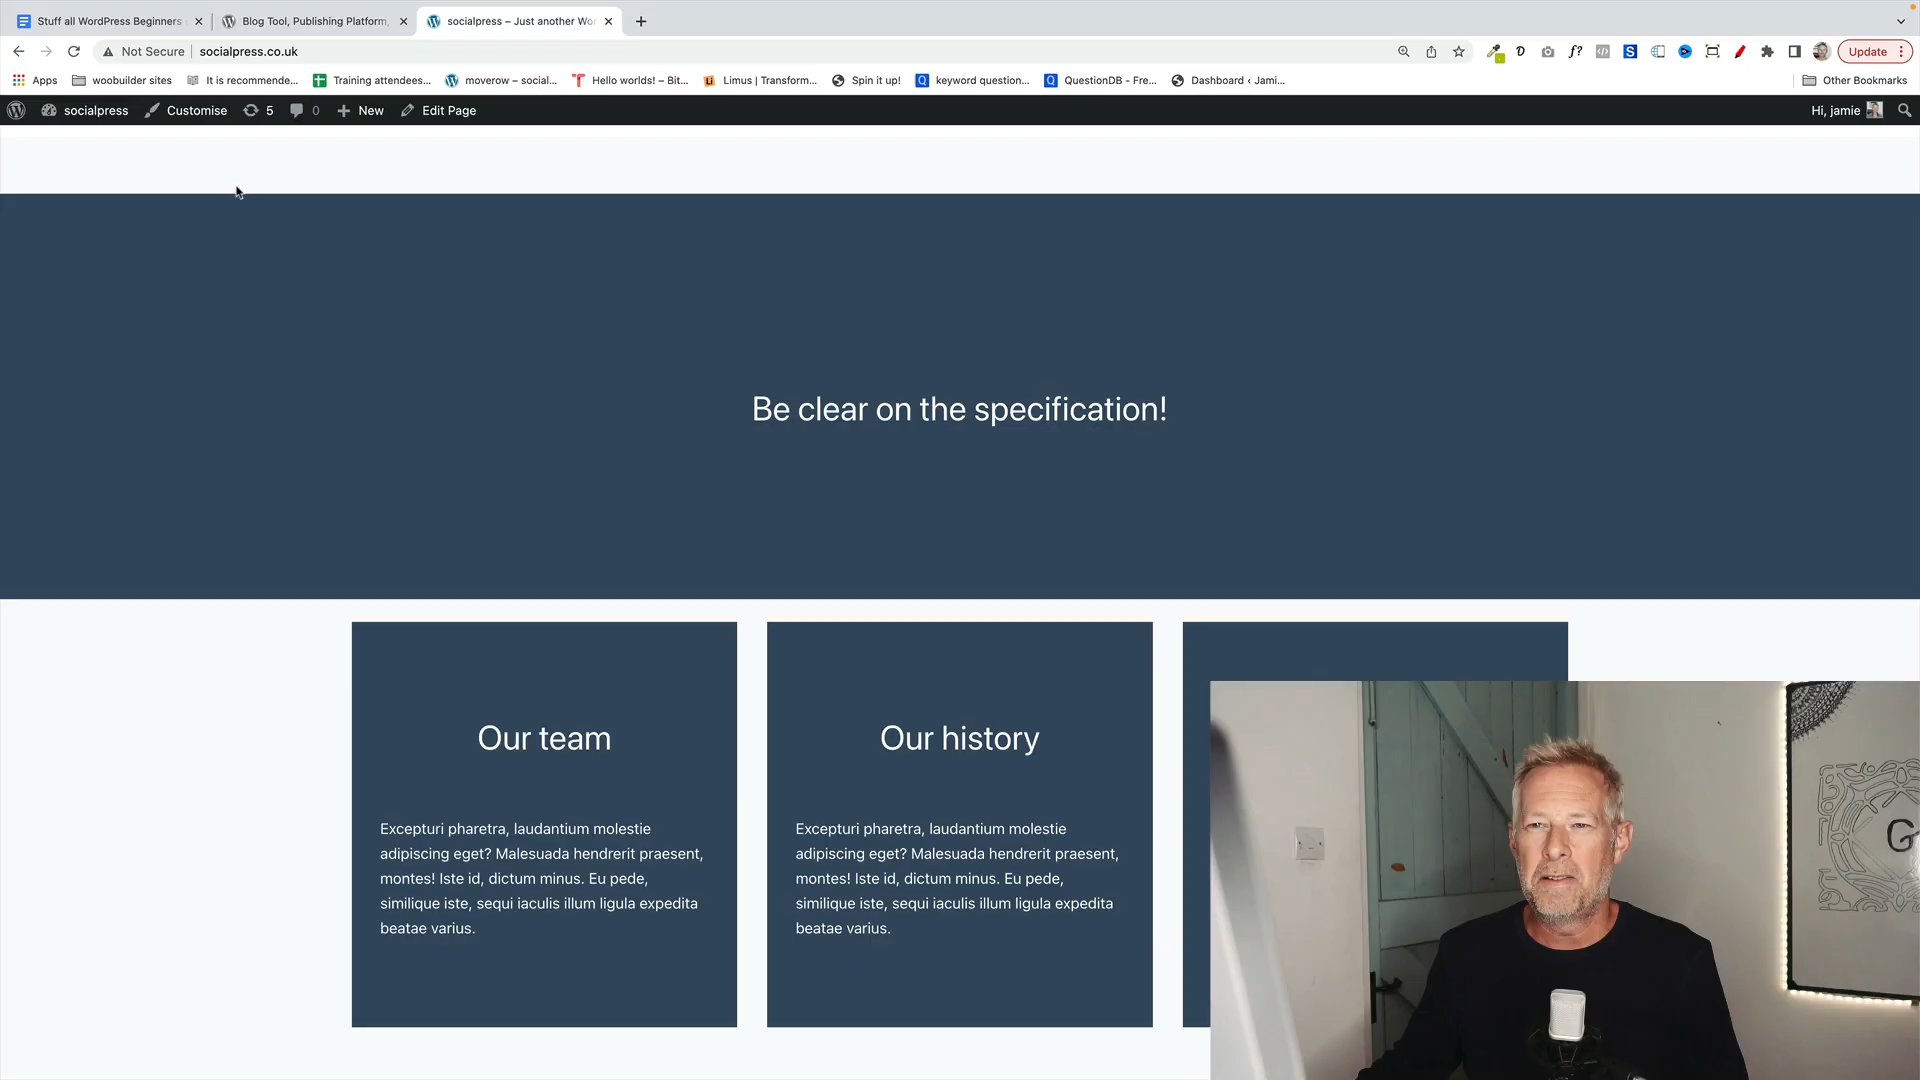 Stuff all WordPress Beginners
Blog Tool, Publishing Platform,
socialpress – Just another Wor
Not Secure
socialpress.co.uk
Update
Apps
woobuilder sites
It is recommende...
Training attendees...
moverow – social...
Hello worlds! – Bit...
Limus | Transform...
Spin it up!
keyword question...
QuestionDB - Fre...
Dashboard ‹ Jami...
Other Bookmarks
socialpress
Customise
5
0
New
Edit Page
Hi, jamie
Be clear on the specification!
Our team
Excepturi pharetra, laudantium molestie
adipiscing eget? Malesuada hendrerit praesent,
montes! Iste id, dictum minus. Eu pede,
similique iste, sequi iaculis illum ligula expedita
beatae varius.
Our history
Excepturi pharetra, laudantium molestie
adipiscing eget? Malesuada hendrerit praesent,
montes! Iste id, dictum minus. Eu pede,
similique iste, sequi iaculis illum ligula expedita
beatae varius.
G